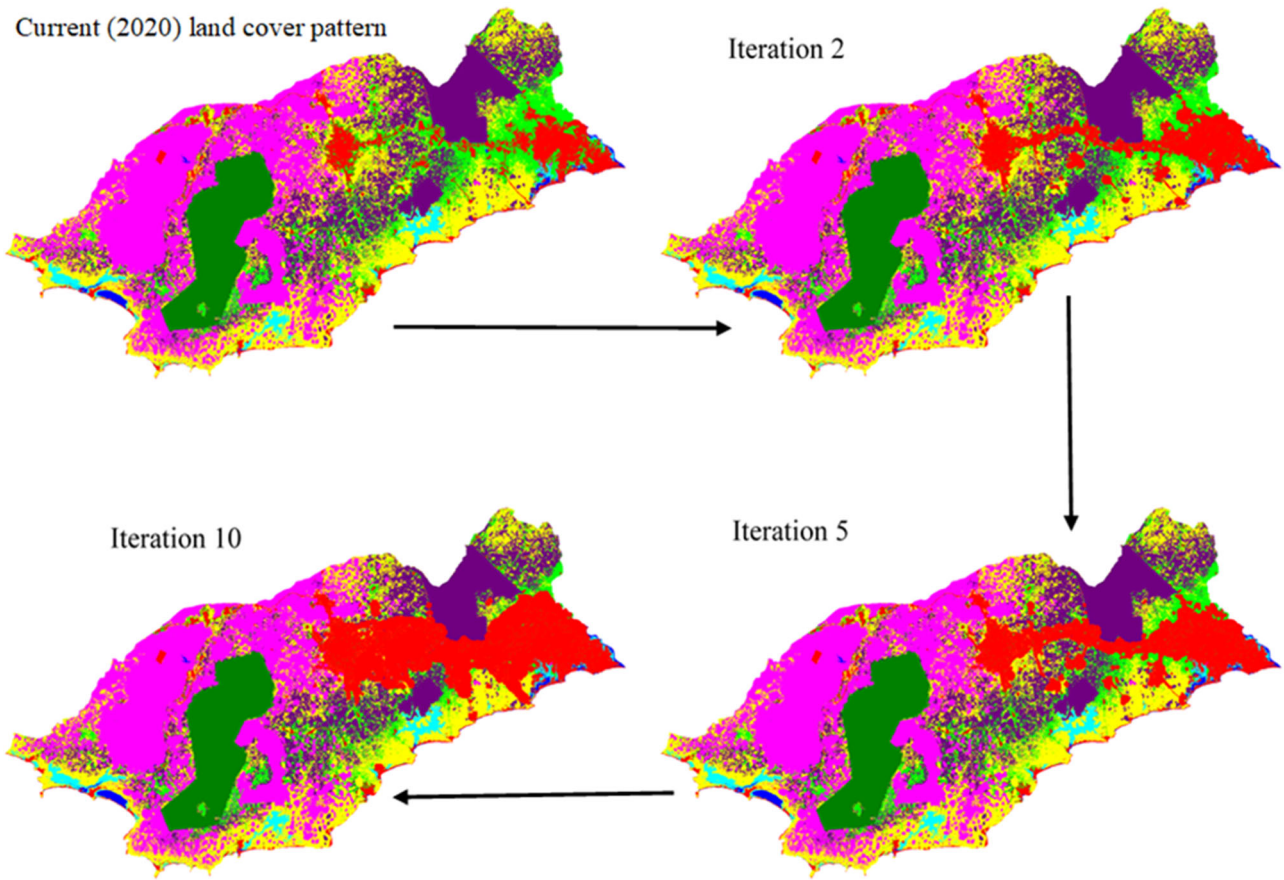 Current (2020) land cover pattern
Iteration 2
Iteration 10
Iteration 5